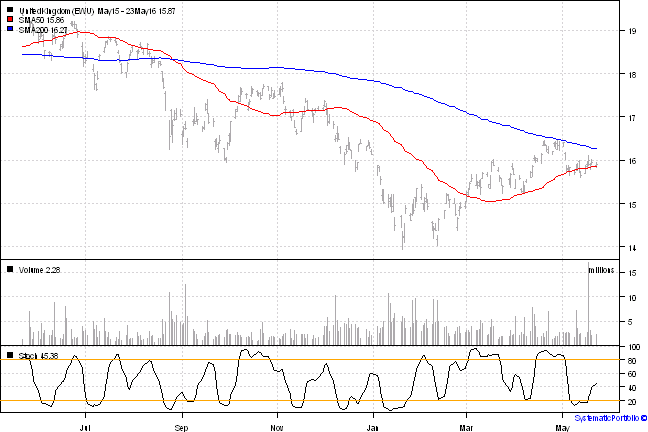 United Kingdom (EWU) May15 - 23May16 15.87
SMA50 15.86
SMA200 16.27
19
18
17
16
15
14
Volume 2.28
millions
15
10
5
Stoch 45.38
100
80
60
40
20
Jul
Sep
Nov
Jan
Mar
May
SystematicPortfolio ©